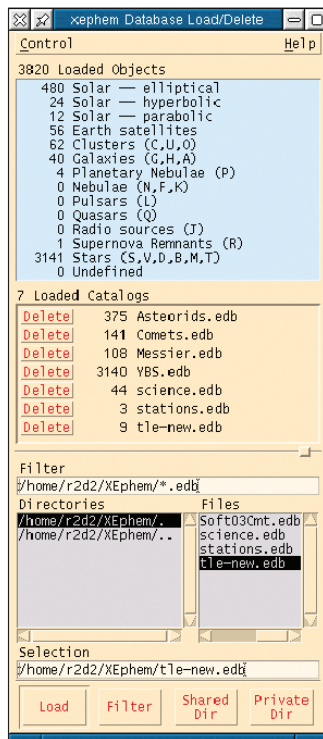 xephem Database Load/Delete
Control Help
3820 Loaded Objects
480 Solar — elliptical
24 Solar — hyperbolic
12 Solar — parabolic
56 Earth satellites
62 Clusters (C,U,O)
40 Galaxies (G,H,A)
4 Planetary Nebulae (P)
0 Nebulae (N,F,K)
0 Pulsars (L)
0 Quasars (Q)
0 Radio sources (J)
1 Supernova Remnants (R)
3141 Stars (S,V,D,B,M,T)
0 Undefined
7 Loaded Catalogs
Delete 375 Asteorids.edb
Delete 141 Comets.edb
Delete 108 Messier.edb
Delete 3140 YBS.edb
Delete 44 science.edb
Delete 3 stations.edb
Delete 9 tle-new.edb
Filter
/home/r2d2/XEphem/*.edb
Directories Files
/home/r2d2/XEphem/. Soft03Cmt.edb
/home/r2d2/XEphem/.. science.edb
stations.edb
tle-new.edb
Selection
/home/r2d2/XEphem/tle-new.edb
Load Filter Shared Dir Private Dir